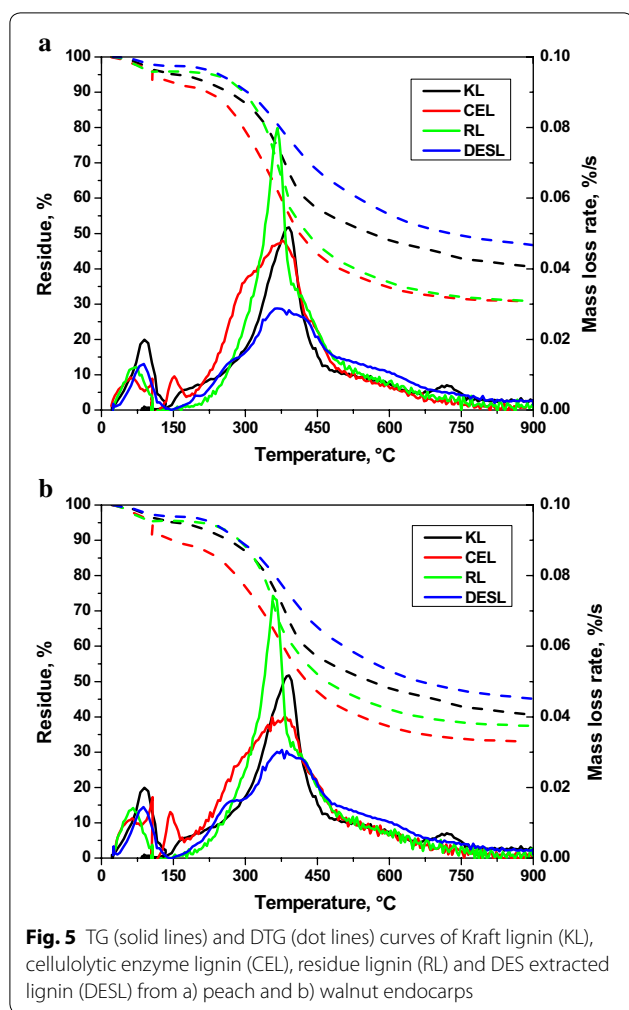 a
100
90
80
70
60
50
40
30
20
10
0
Residue, %
0.10
0.08
0.06
0.04
0.02
0.00
Mass loss rate, %/s
KL
CEL
RL
DESL
0 150 300 450 600 750 900
Temperature, °C
b
100
90
80
70
60
50
40
30
20
10
0
Residue, %
0.10
0.08
0.06
0.04
0.02
0.00
Mass loss rate, %/s
KL
CEL
RL
DESL
0 150 300 450 600 750 900
Temperature, °C
Fig. 5 TG (solid lines) and DTG (dot lines) curves of Kraft lignin (KL),
cellulolytic enzyme lignin (CEL), residue lignin (RL) and DES extracted
lignin (DESL) from a) peach and b) walnut endocarps